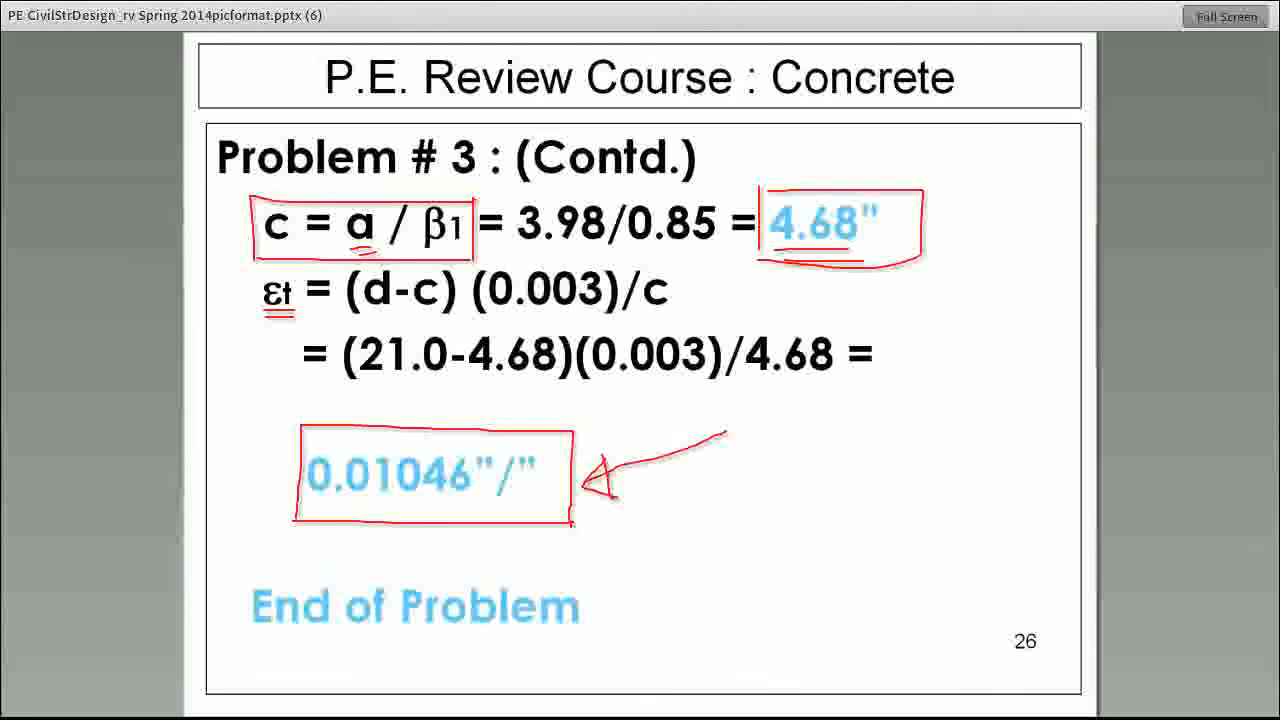 PE CivilStrDesign_rv Spring 2014picformat.pptx (6)
Full Screen
P.E. Review Course : Concrete
Problem # 3 : (Contd.)
c = a / β1 = 3.98/0.85 = 4.68"
εt = (d-c) (0.003)/c
= (21.0-4.68)(0.003)/4.68 =
0.01046"/"
End of Problem
26